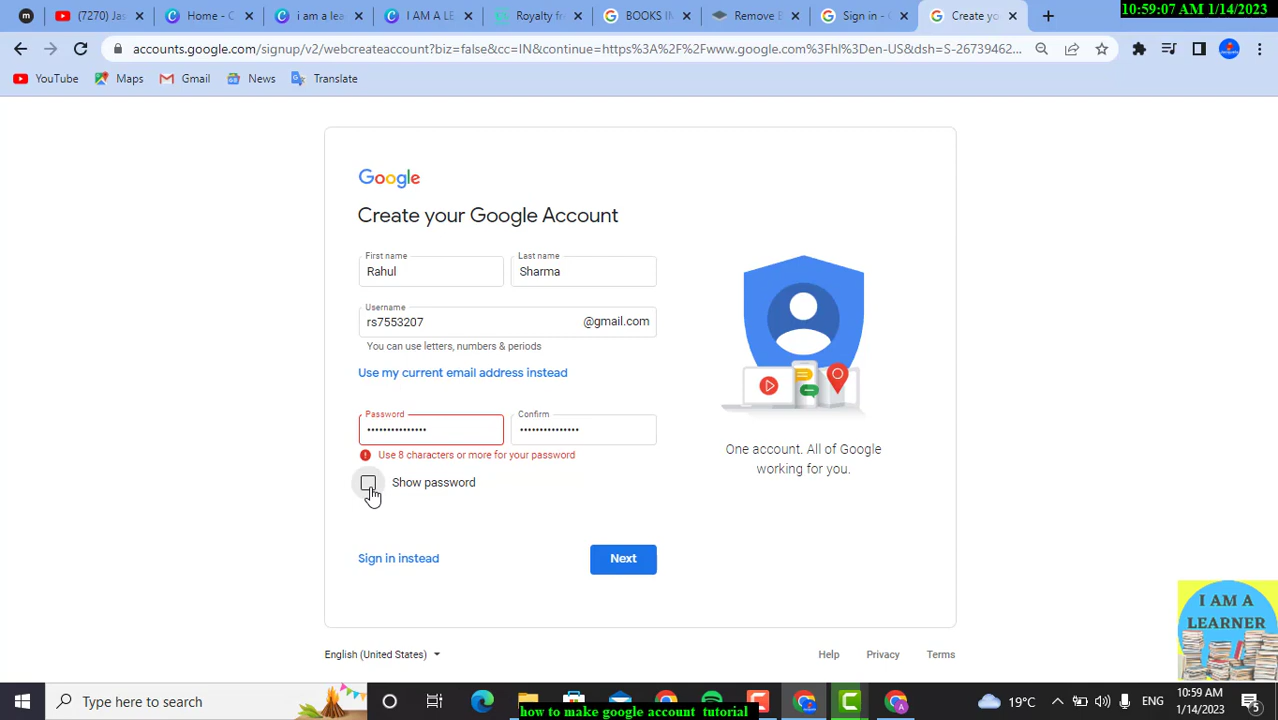 (7270) Ja
Home - C
i am a lea
I AM A LE
Royalty fr
BOOKS IN
Remove B
Sign in - G
Create yo
10:59:07 AM 1/14/2023
accounts.google.com/signup/v2/webcreateaccount?biz=false&cc=IN&continue=https%3A%2F%2Fwww.google.com%3Fhl%3Den-US&dsh=S-26739462...
YouTube
Maps
Gmail
News
Translate
Google
Create your Google Account
First name
Last name
Rahul
Sharma
Username
rs7553207
@gmail.com
You can use letters, numbers & periods
Use my current email address instead
Password
Confirm
•••••••••••••••
•••••••••••••••
Use 8 characters or more for your password
Show password
One account. All of Google
working for you.
Sign in instead
Next
I AM A
LEARNER
English (United States)
Help
Privacy
Terms
Type here to search
19°C
ENG
10:59 AM
1/14/2023
5
how to make google account tutorial